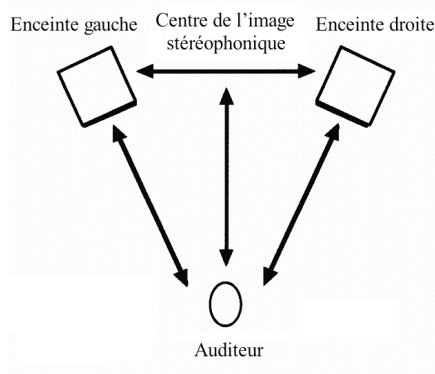 Enceinte gauche
Centre de l'image
stéréophonique
Enceinte droite
Auditeur